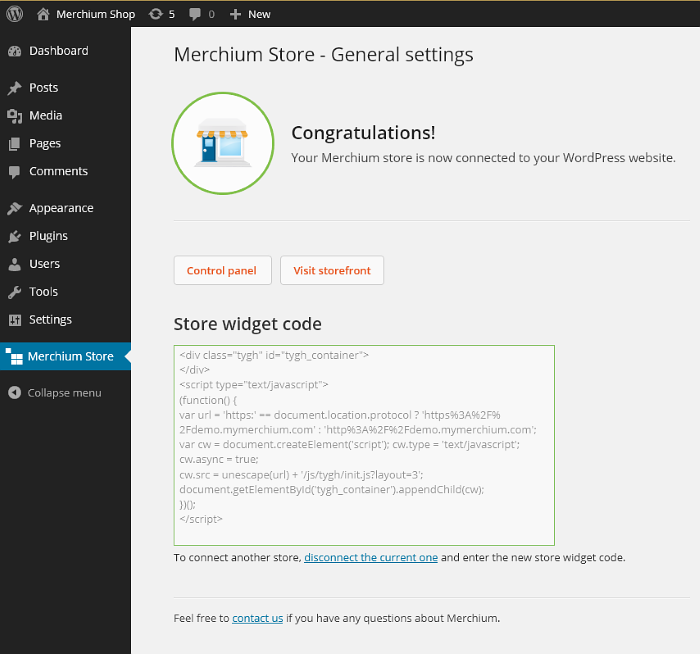 Merchium Shop 5 0 New
Dashboard
Posts
Media
Pages
Comments
Appearance
Plugins
Users
Tools
Settings
Merchium Store
Collapse menu
Merchium Store - General settings
Congratulations!
Your Merchium store is now connected to your WordPress website.
Control panel Visit storefront
Store widget code
<div class="tygh" id="tygh_container">
</div>
<script type="text/javascript">
(function() {
var url = 'https:' == document.location.protocol ? 'https%3A%2F%
2Fdemo.mymerchium.com' : 'http%3A%2F%2Fdemo.mymerchium.com';
var cw = document.createElement('script'); cw.type = 'text/javascript';
cw.async = true;
cw.src = unescape(url) + '/js/tygh/init.js?layout=3';
document.getElementById('tygh_container').appendChild(cw);
})();
</script>
To connect another store, disconnect the current one and enter the new store widget code.
Feel free to contact us if you have any questions about Merchium.